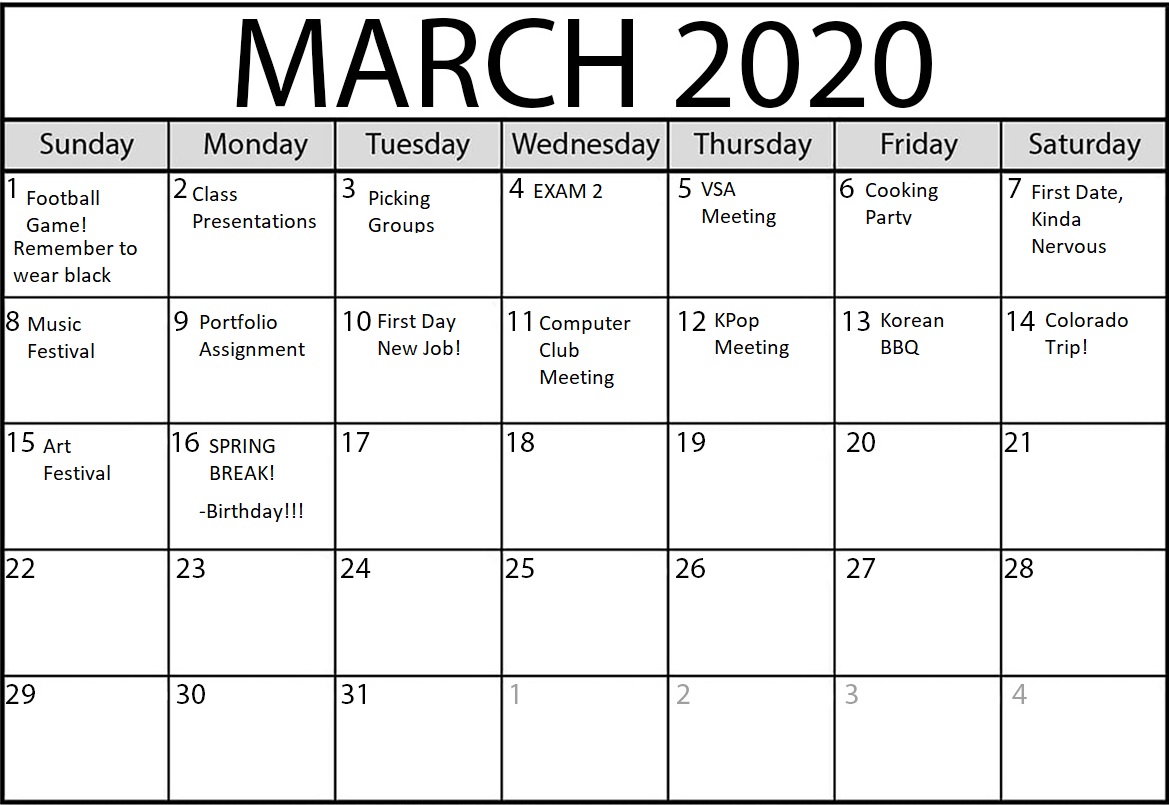 MARCH 2020
Sunday Monday Tuesday Wednesday Thursday Friday Saturday
1 Football
Game!
Remember to
wear black
2 Class
Presentations
3 Picking
Groups
4 EXAM 2
5 VSA
Meeting
6 Cooking
Party
7 First Date,
Kinda
Nervous
8 Music
Festival
9 Portfolio
Assignment
10 First Day
New Job!
11 Computer
Club
Meeting
12 KPop
Meeting
13 Korean
BBQ
14 Colorado
Trip!
15 Art
Festival
16 SPRING
BREAK!
-Birthday!!!
17
18
19
20
21
22
23
24
25
26
27
28
29
30
31
1
2
3
4